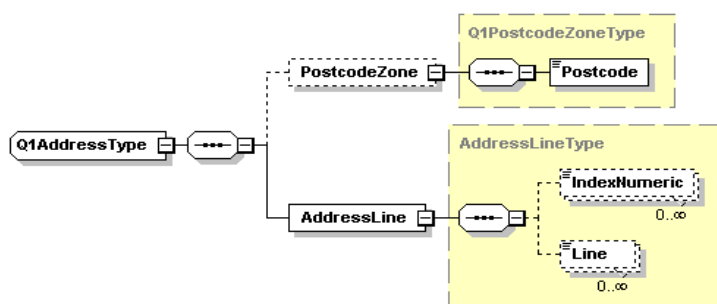 Q1PostcodeZoneType
PostcodeZone
Postcode
Q1AddressType
AddressLineType
IndexNumeric
0..∞
AddressLine
Line
0..∞